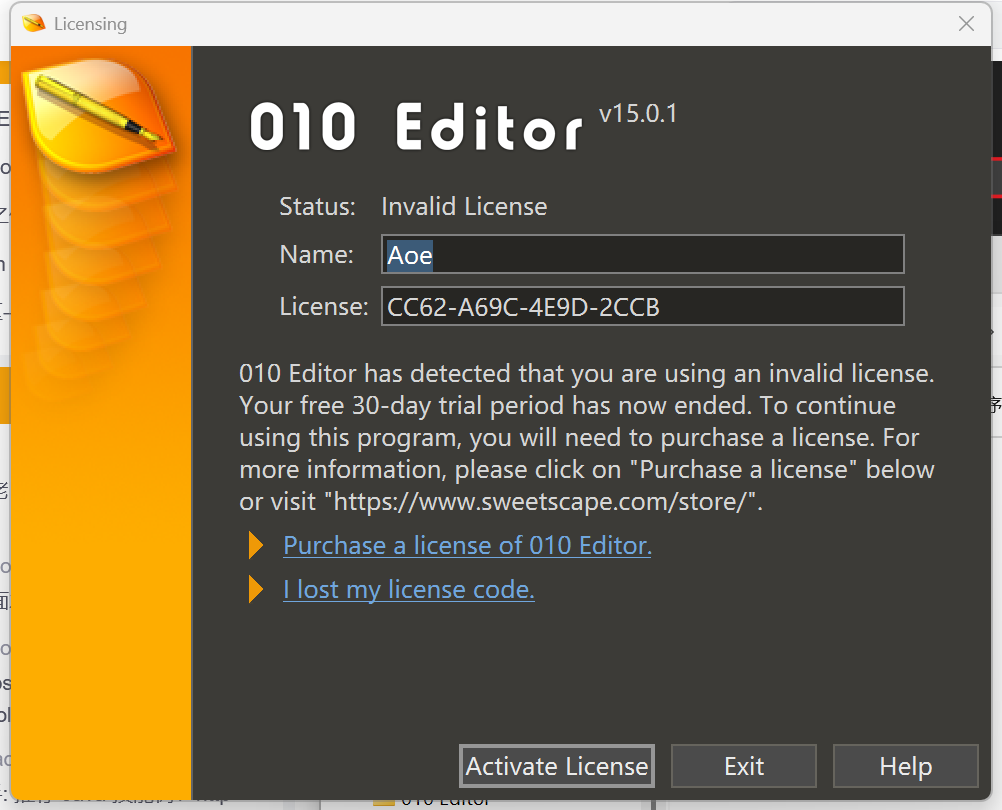 Licensing
010 Editor v15.0.1
Status: Invalid License
Name: Aoe
License: CC62-A69C-4E9D-2CCB
010 Editor has detected that you are using an invalid license.
Your free 30-day trial period has now ended. To continue
using this program, you will need to purchase a license. For
more information, please click on "Purchase a license" below
or visit "https://www.sweetscape.com/store/".
Purchase a license of 010 Editor.
I lost my license code.
Activate License
Exit
Help
010 Editor